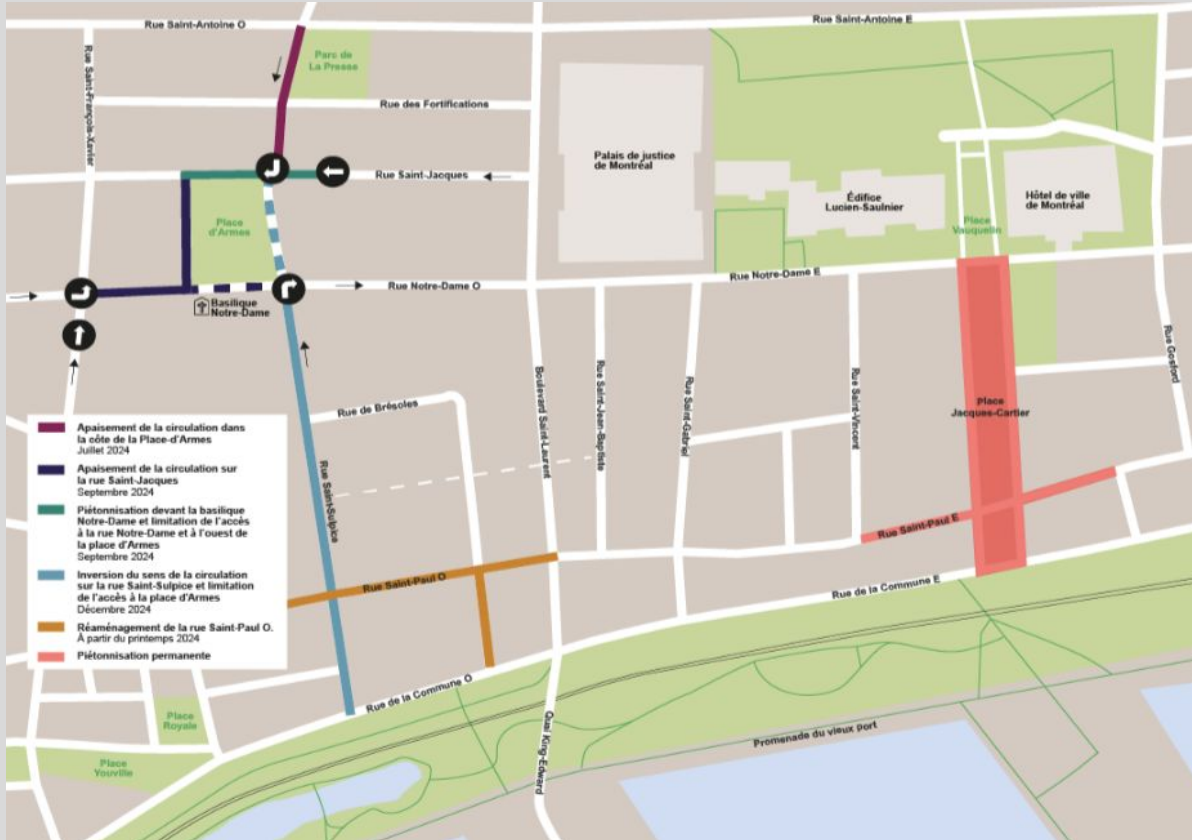 Rue Saint-Antoine O
Rue Saint-Antoine E
Parc de
La Presse
Rue Saint-François-Xavier
Rue des Fortifications
Palais de justice
de Montréal
Rue Saint-Jacques
Édifice
Lucien-Saulnier
Hôtel de ville
de Montréal
Place
d'Armes
Place
Vauquelin
Rue Notre-Dame E
Rue Notre-Dame O
Basilique
Notre-Dame
Rue Gosford
Boulevard Saint-Laurent
Rue Saint-Jean-Baptiste
Rue Saint-Gabriel
Rue Saint-Vincent
Place
Jacques-Cartier
Rue de Brésoles
Rue Saint-Sulpice
Apaisement de la circulation dans
la côte de la Place-d'Armes
Juillet 2024
Apaisement de la circulation sur
la rue Saint-Jacques
Septembre 2024
Piétonnisation devant la basilique
Notre-Dame et limitation de l'accès
à la rue Notre-Dame et à l'ouest de
la place d'Armes
Septembre 2024
Inversion du sens de la circulation
sur la rue Saint-Sulpice et limitation
de l'accès à la place d'Armes
Décembre 2024
Réaménagement de la rue Saint-Paul O.
À partir du printemps 2024
Piétonnisation permanente
Rue Saint-Paul E
Rue Saint-Paul O
Rue de la Commune E
Rue de la Commune O
Place
Royale
Place
Youville
Quai King-Edward
Promenade du vieux Port